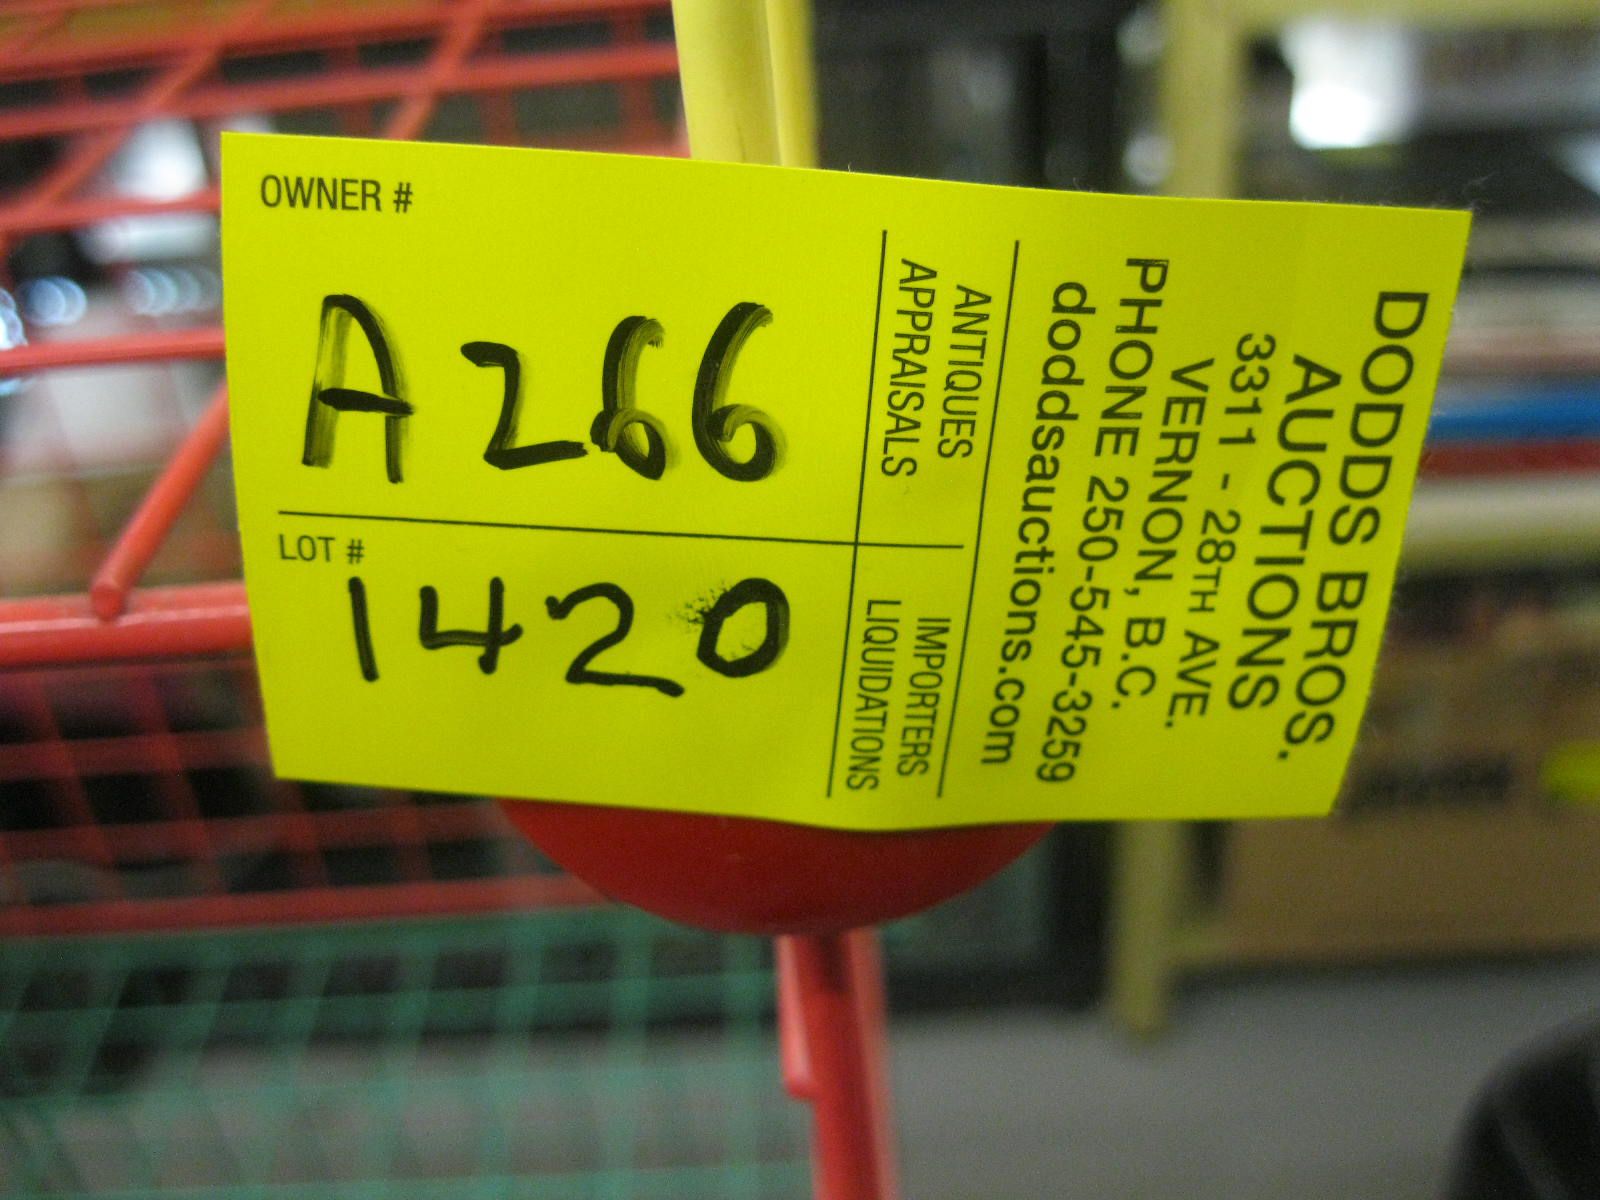 OWNER #
A266
LOT #
1420
ANTIQUES
APPRAISALS
IMPORTERS
LIQUIDATIONS
DODDS BROS.
AUCTIONS
3311 - 28TH AVE.
VERNON, B.C.
PHONE 250-545-3259
doddsauctions.com